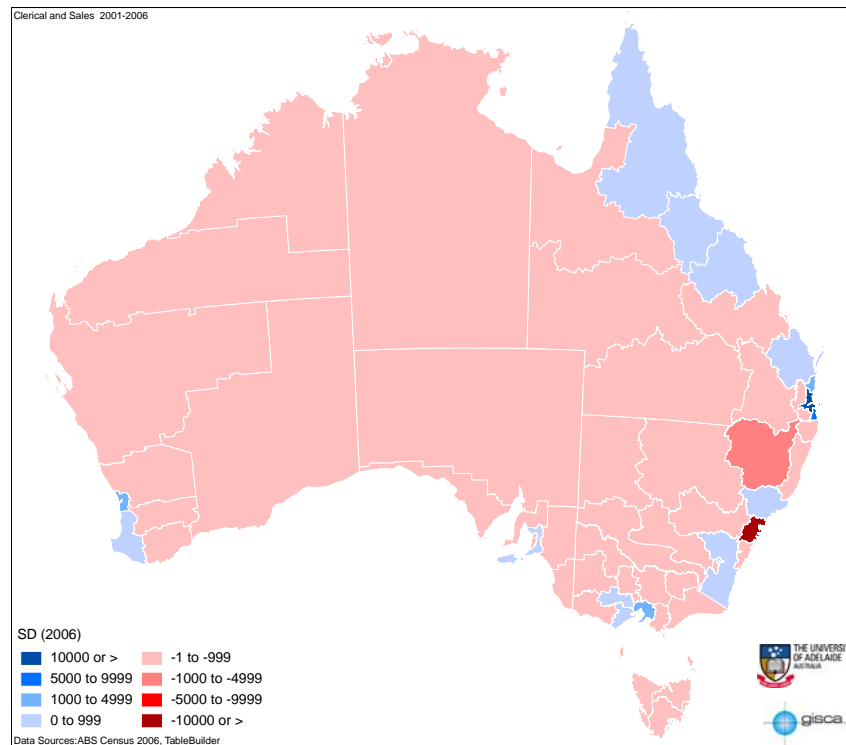 Clerical and Sales 2001-2006
SD (2006)
10000 or >
5000 to 9999
1000 to 4999
0 to 999
-1 to -999
-1000 to -4999
-5000 to -9999
-10000 or >
THE UNIVERSI
OF ADELAIDE
AUSTRALIA
gisca
Data Sources:ABS Census 2006, TableBuilder